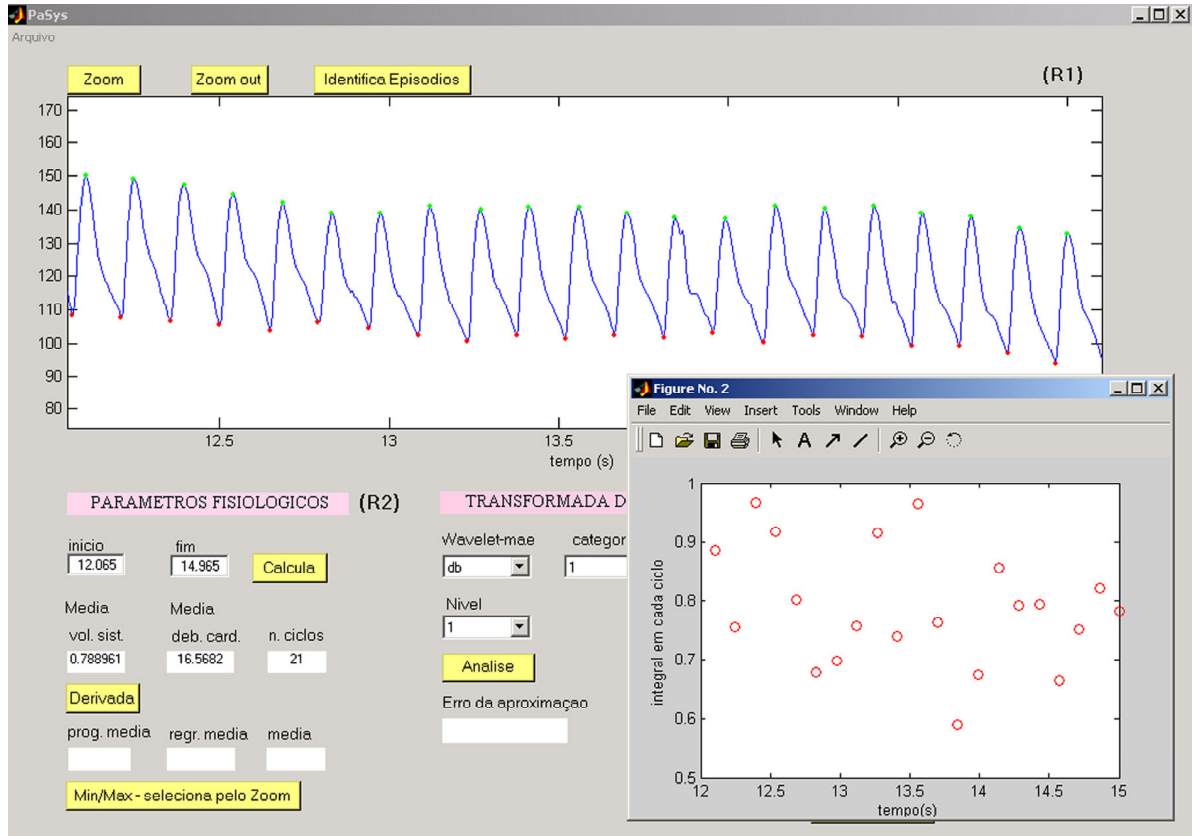 PaSys
Arquivo
Zoom
Zoom out
Identifica Episodios
(R1)
170
160
150
140
130
120
110
100
90
80
12.5
13
13.5
tempo (s)
PARAMETROS FISIOLOGICOS
(R2)
TRANSFORMADA D
inicio
fim
12.065
14.965
Calcula
Media
Media
vol. sist.
deb. card.
n. ciclos
0.788961
16.5682
21
Derivada
prog. media
regr. media
media
Min/Max - seleciona pelo Zoom
Wavelet-mae
categor
db
1
Nivel
1
Analise
Erro da aproximaçao
Figure No. 2
File Edit View Insert Tools Window Help
A
1
0.9
0.8
0.7
0.6
0.5
integral em cada ciclo
12
12.5
13
13.5
14
14.5
15
tempo(s)